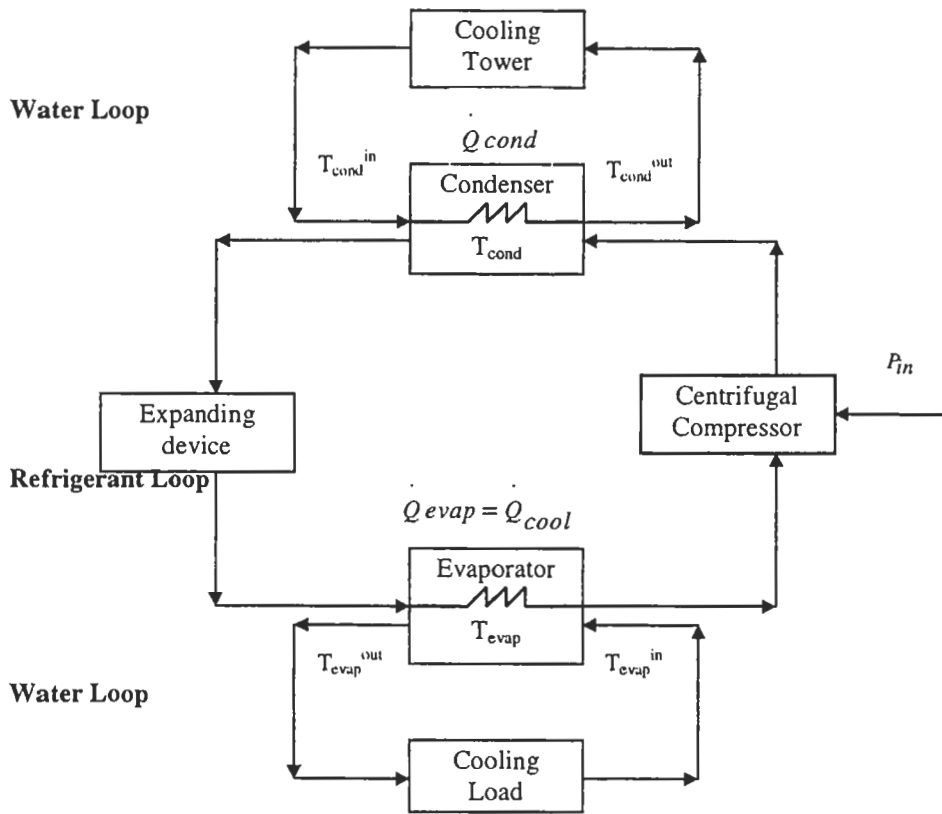 Cooling
Tower
Water Loop
Q̇ cond
T_cond^in
T_cond^out
Condenser
T_cond
P_in
Expanding
device
Centrifugal
Compressor
Refrigerant Loop
Q̇ evap = Q̇_cool
Evaporator
T_evap
T_evap^out
T_evap^in
Water Loop
Cooling
Load